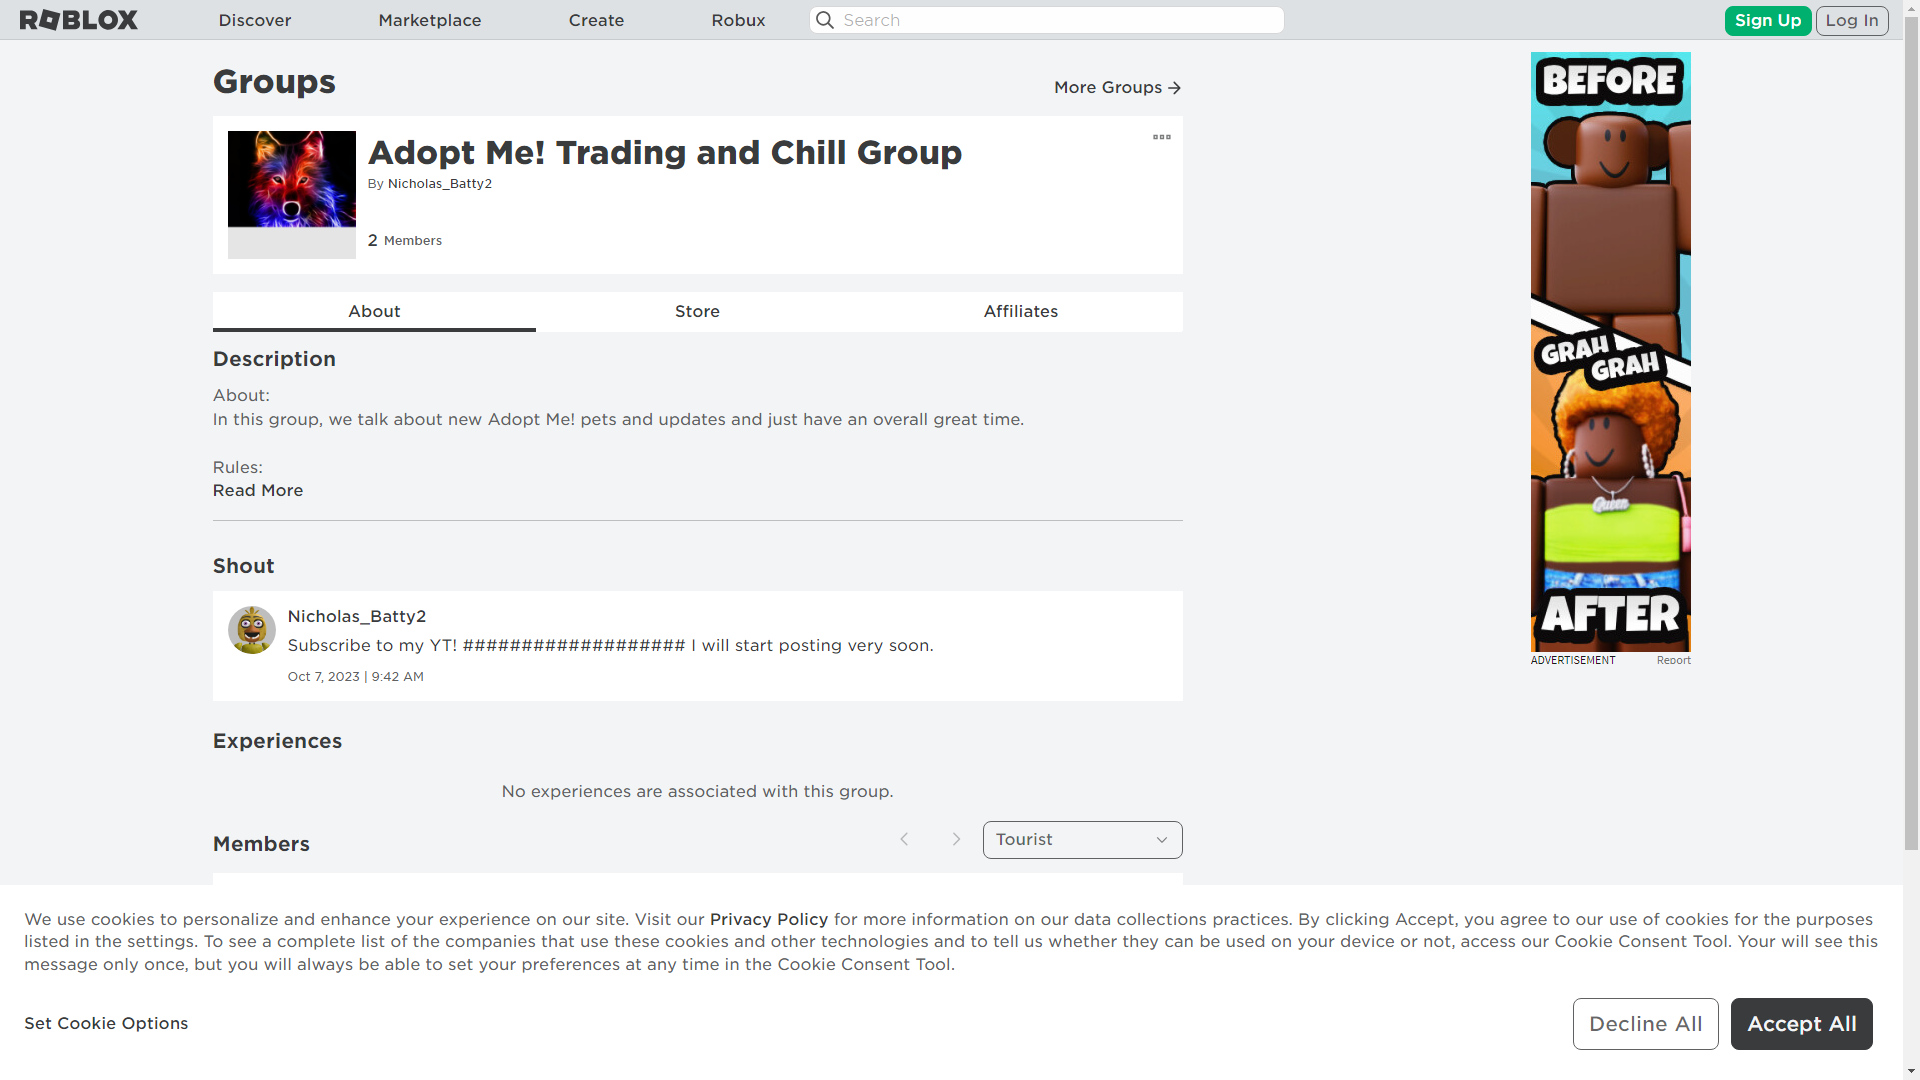 ROBLOX
Discover
Marketplace
Create
Robux
Search
Sign Up
Log In
Groups
More Groups
Adopt Me! Trading and Chill Group
By Nicholas_Batty2
2 Members
About
Store
Affiliates
Description
About:
In this group, we talk about new Adopt Me! pets and updates and just have an overall great time.
Rules:
Read More
Shout
Nicholas_Batty2
Subscribe to my YT! ################### I will start posting very soon.
Oct 7, 2023 | 9:42 AM
Experiences
No experiences are associated with this group.
Members
Tourist
BEFORE
GRAH
GRAH
Queen
AFTER
ADVERTISEMENT
Report
We use cookies to personalize and enhance your experience on our site. Visit our Privacy Policy for more information on our data collections practices. By clicking Accept, you agree to our use of cookies for the purposes
listed in the settings. To see a complete list of the companies that use these cookies and other technologies and to tell us whether they can be used on your device or not, access our Cookie Consent Tool. Your will see this
message only once, but you will always be able to set your preferences at any time in the Cookie Consent Tool.
Set Cookie Options
Decline All
Accept All